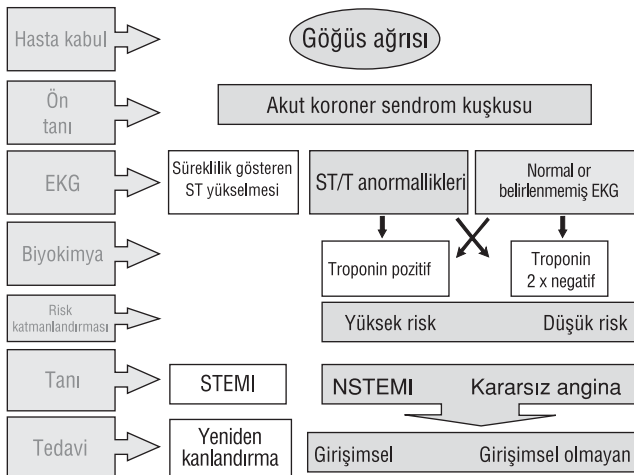 Hasta kabul
Göğüs ağrısı
Ön
tanı
Akut koroner sendrom kuşkusu
EKG
Süreklilik gösteren
ST yükselmesi
ST/T anormallikleri
Normal or
belirlenmemiş EKG
Biyokimya
Troponin pozitif
Troponin
2 x negatif
Risk
katmanlandırması
Yüksek risk
Düşük risk
Tanı
STEMI
NSTEMI
Kararsız angina
Tedavi
Yeniden
kanlandırma
Girişimsel
Girişimsel olmayan